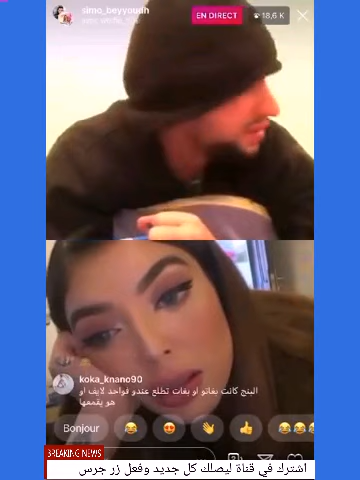 simo_beyyoudh
EN DIRECT
18,6 K
koka_knano90
البنج كانت بغاتو او بغات تطلع عندو فواحد لايف او
هو يقمعها
Bonjour
BREAKING NEWS
اشترك في قناة ليصلك كل جديد وفعل زر جرس